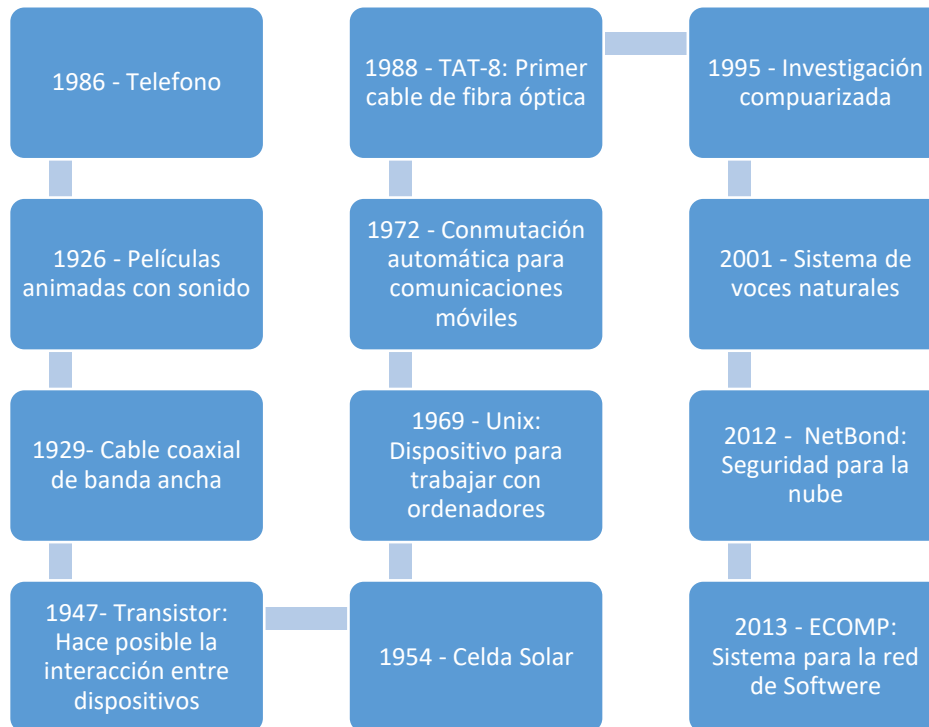 1986 - Telefono
1926 - Películas
animadas con sonido
1929- Cable coaxial
de banda ancha
1947- Transistor:
Hace posible la
interacción entre
dispositivos
1954 - Celda Solar
1969 - Unix:
Dispositivo para
trabajar con
ordenadores
1972 - Conmutación
automática para
comunicaciones
móviles
1988 - TAT-8: Primer
cable de fibra óptica
1995 - Investigación
compuarizada
2001 - Sistema de
voces naturales
2012 -  NetBond:
Seguridad para la
nube
2013 - ECOMP:
Sistema para la red
de Softwere